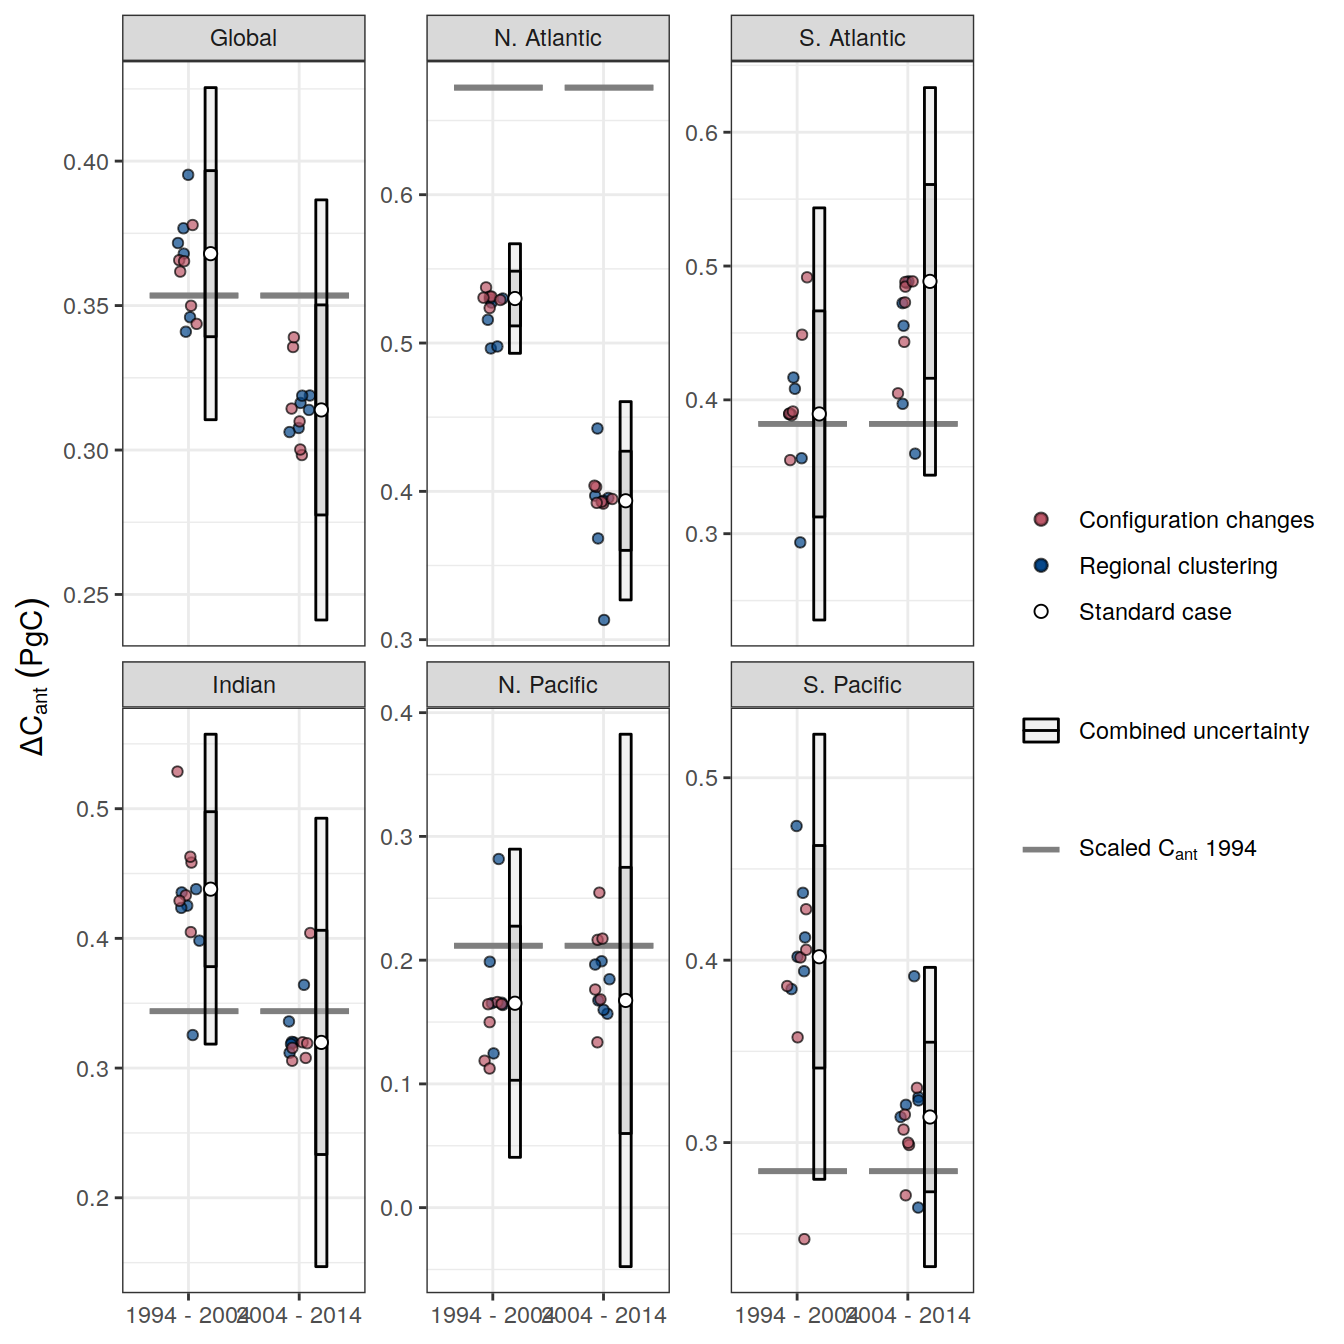 Global
N. Atlantic
S. Atlantic
0.40
0.35
0.30
0.25
0.6
0.5
0.4
0.3
0.6
0.5
0.4
0.3
ΔCant (PgC)
Configuration changes
Regional clustering
Standard case
Combined uncertainty
Scaled Cant 1994
Indian
N. Pacific
S. Pacific
0.5
0.4
0.3
0.2
0.4
0.3
0.2
0.1
0.0
0.5
0.4
0.3
1994 - 2004
2004 - 2014
1994 - 2004
2004 - 2014
1994 - 2004
2004 - 2014